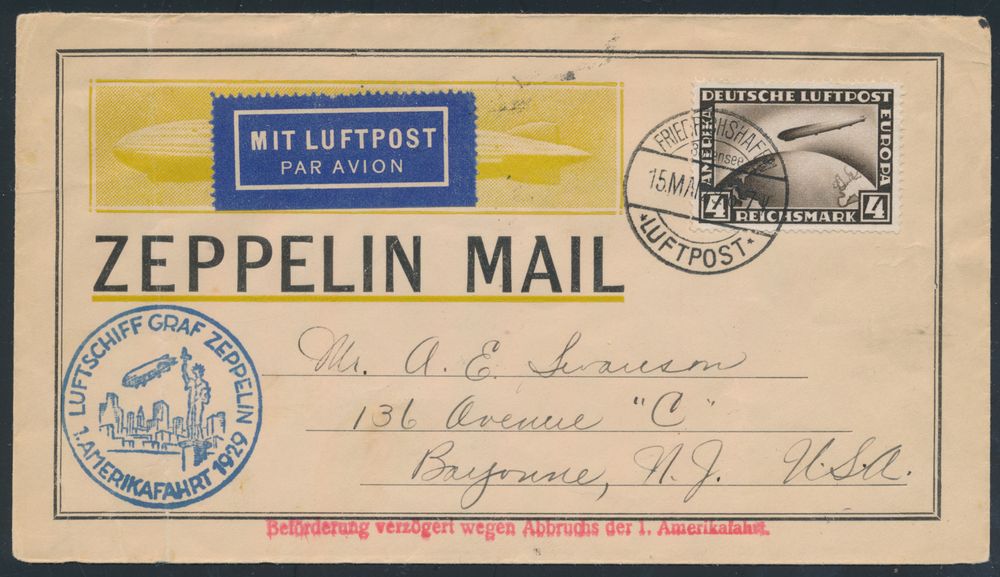 MIT LUFTPOST
PAR AVION
DEUTSCHE LUFTPOST
AMERIKA
EUROPA
4 REICHSMARK 4
15.MAI
*LUFTPOST*
ZEPPELIN MAIL
LUFTSCHIFF GRAF ZEPPELIN
1. AMERIKAFAHRT 1929
Mr. A. E. Swanson
136 Avenue "C"
Bayonne, N. J. U.S.A.
Beförderung verzögert wegen Abbruchs der 1. Amerikafahrt.